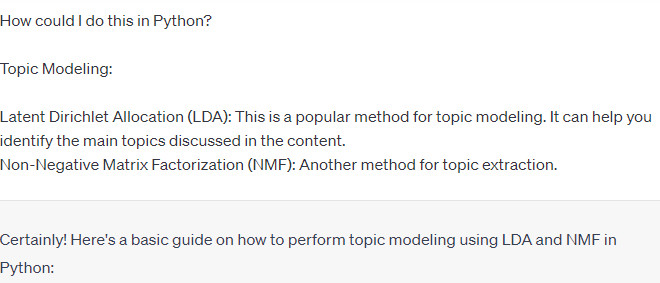 How could I do this in Python?
Topic Modeling:
Latent Dirichlet Allocation (LDA): This is a popular method for topic modeling. It can help you
identify the main topics discussed in the content.
Non-Negative Matrix Factorization (NMF): Another method for topic extraction.
Certainly! Here's a basic guide on how to perform topic modeling using LDA and NMF in
Python: